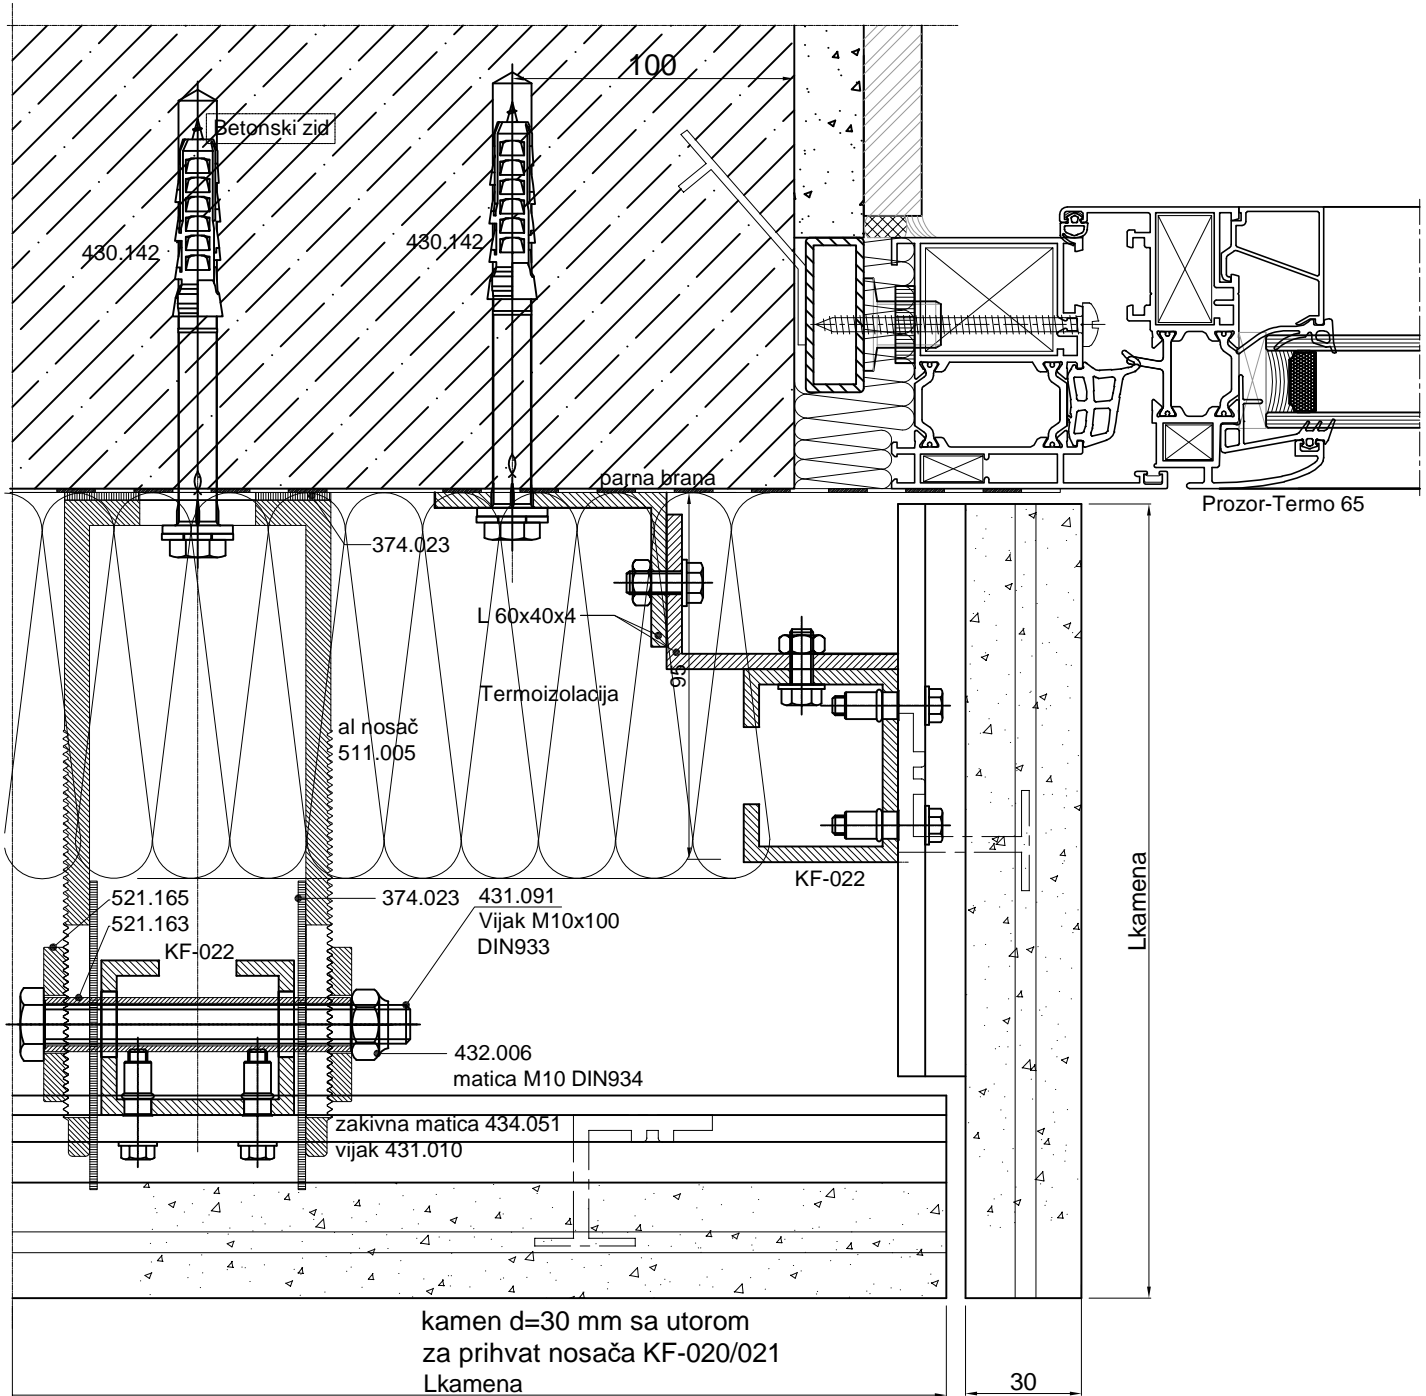 100
Betonski zid
430.142
430.142
parna brana
Prozor-Termo 65
374.023
L 60x40x4
95
Termoizolacija
al nosač
511.005
KF-022
Lkamena
521.165
521.163
KF-022
374.023
431.091
Vijak M10x100
DIN933
432.006
matica M10 DIN934
zakivna matica 434.051
vijak 431.010
kamen d=30 mm sa utorom
za prihvat nosača KF-020/021
Lkamena
30